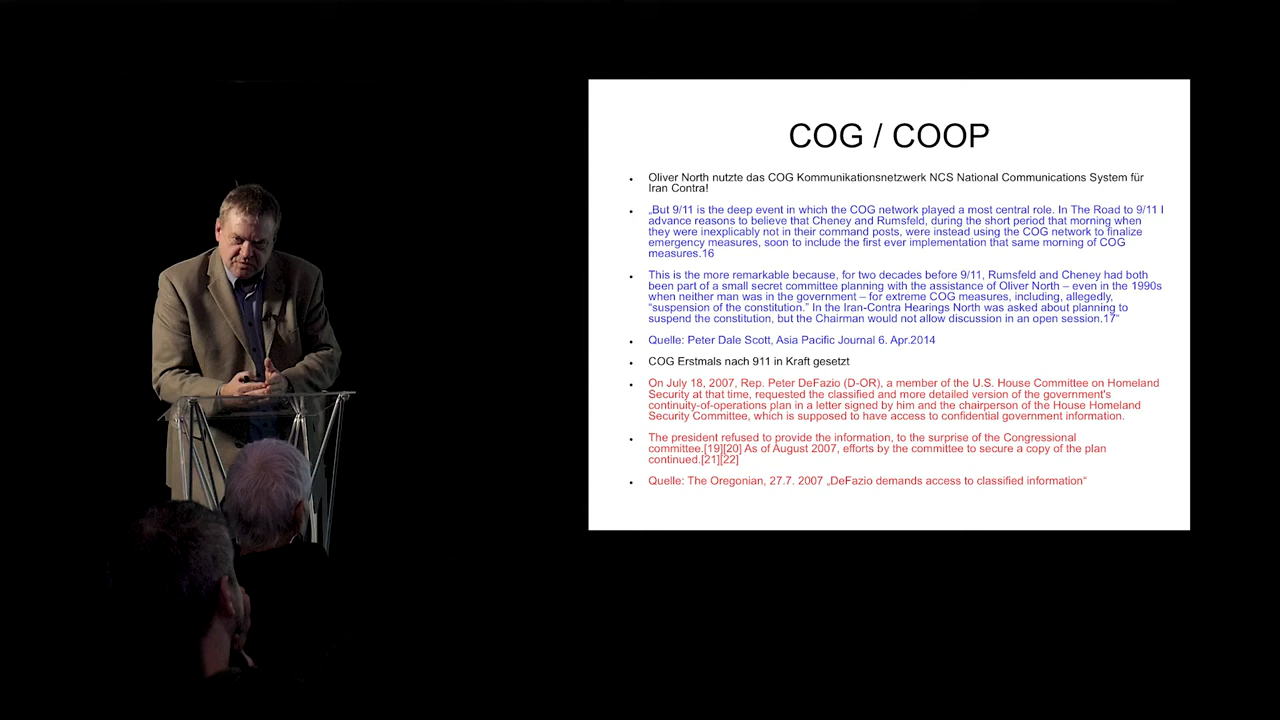 COG / COOP
Oliver North nutzte das COG Kommunikationsnetzwerk NCS National Communications System für
Iran Contra!
„But 9/11 is the deep event in which the COG network played a most central role. In The Road to 9/11 I
advance reasons to believe that Cheney and Rumsfeld, during the short period that morning when
they were inexplicably not in their command posts, were instead using the COG network to finalize
emergency measures, soon to include the first ever implementation that same morning of COG
measures.16
This is the more remarkable because, for two decades before 9/11, Rumsfeld and Cheney had both
been part of a small secret committee planning with the assistance of Oliver North – even in the 1990s
when neither man was in the government – for extreme COG measures, including, allegedly,
“suspension of the constitution.” In the Iran-Contra Hearings North was asked about planning to
suspend the constitution, but the Chairman would not allow discussion in an open session.17“
Quelle: Peter Dale Scott, Asia Pacific Journal 6. Apr.2014
COG Erstmals nach 911 in Kraft gesetzt
On July 18, 2007, Rep. Peter DeFazio (D-OR), a member of the U.S. House Committee on Homeland
Security at that time, requested the classified and more detailed version of the government's
continuity-of-operations plan in a letter signed by him and the chairperson of the House Homeland
Security Committee, which is supposed to have access to confidential government information.
The president refused to provide the information, to the surprise of the Congressional
committee.[19][20] As of August 2007, efforts by the committee to secure a copy of the plan
continued.[21][22]
Quelle: The Oregonian, 27.7. 2007 „DeFazio demands access to classified information“